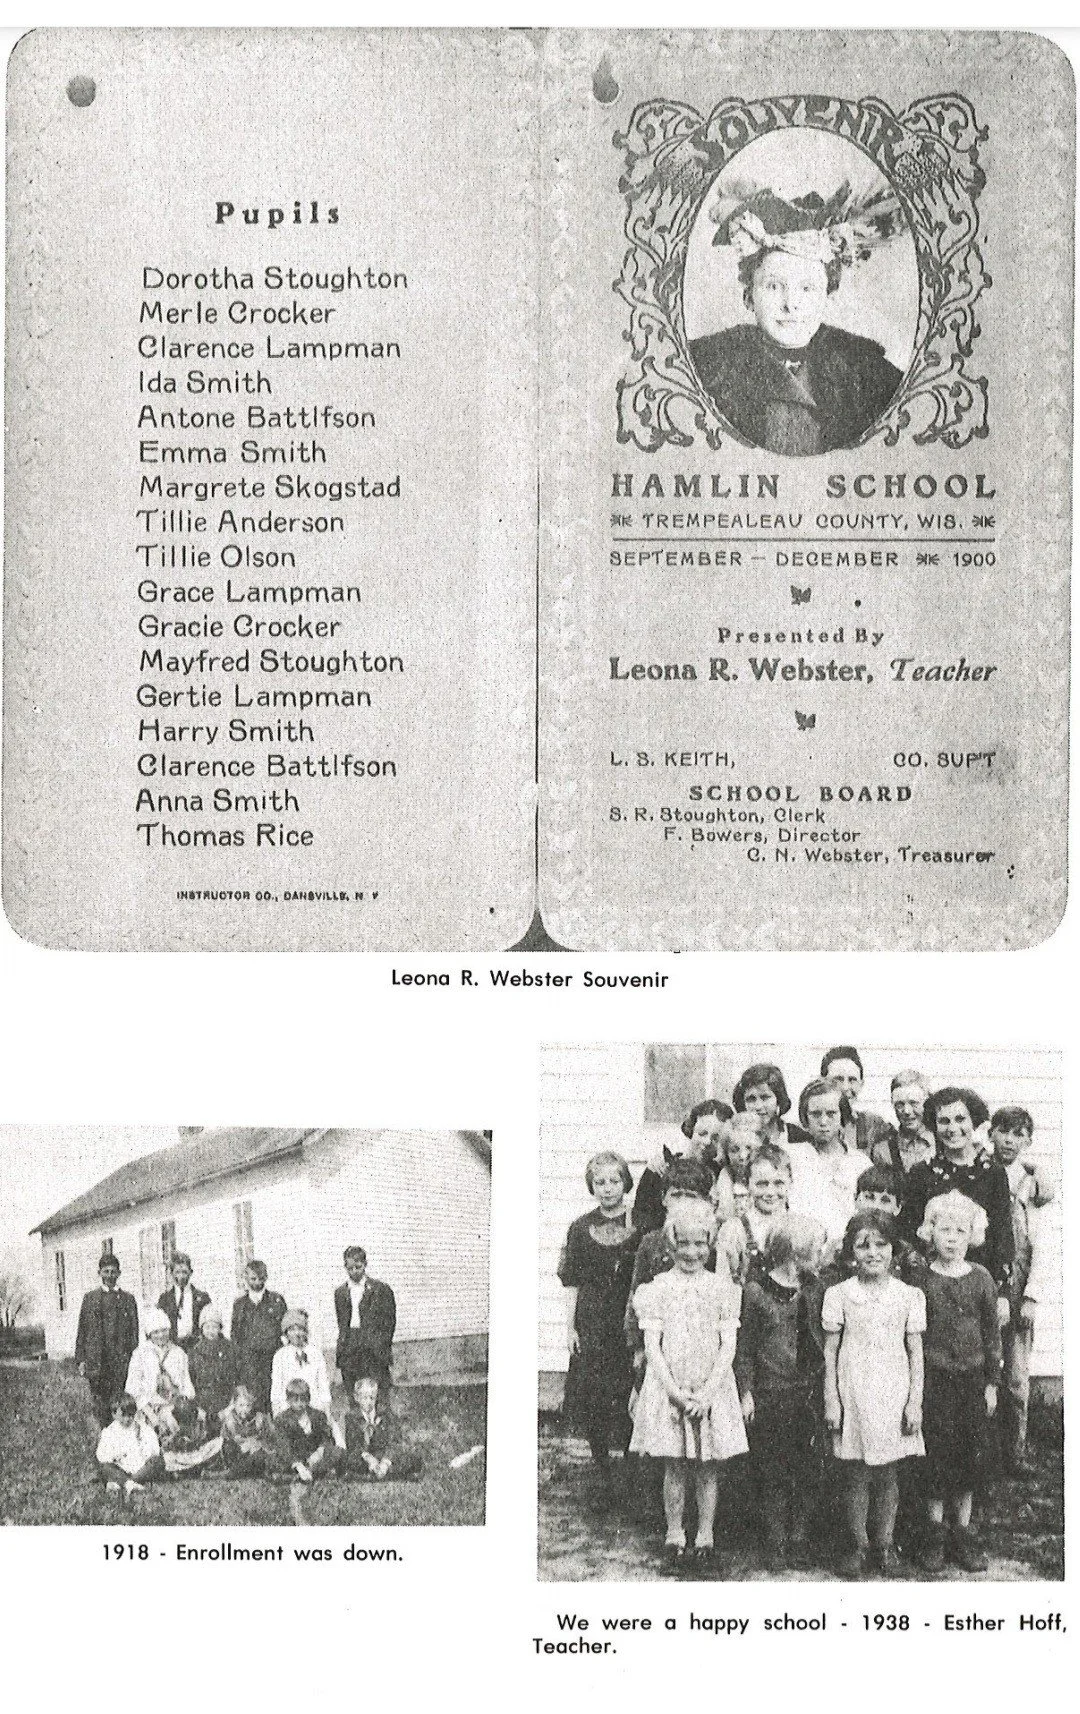 Pupils
Dorotha Stoughton
Merle Crocker
Clarence Lampman
Ida Smith
Antone Battlfson
Emma Smith
Margrete Skogstad
Tillie Anderson
Tillie Olson
Grace Lampman
Gracie Crocker
Mayfred Stoughton
Gertie Lampman
Harry Smith
Clarence Battlfson
Anna Smith
Thomas Rice
INSTRUCTOR CO., DANSVILLE, N Y
SOUVENIR
HAMLIN SCHOOL
TREMPEALEAU COUNTY, WIS.
SEPTEMBER — DECEMBER 1900
Presented By
Leona R. Webster, Teacher
L. S. KEITH, CO. SUP'T
SCHOOL BOARD
S. R. Stoughton, Clerk
F. Bowers, Director
C. N. Webster, Treasurer
Leona R. Webster Souvenir
1918 - Enrollment was down.
We were a happy school - 1938 - Esther Hoff,
Teacher.